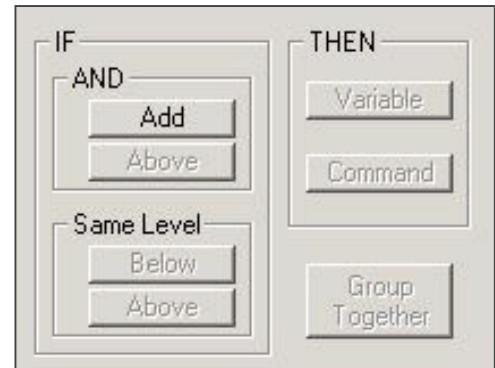 IF
AND
Add
Above
Same Level
Below
Above
THEN
Variable
Command
Group
Together